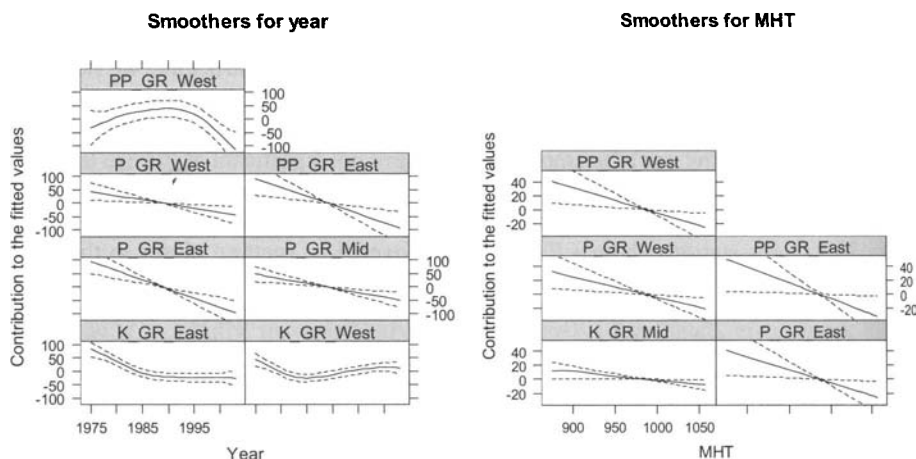 Smoothers for year
Smoothers for MHT
Contribution to the fitted values
PP_GR_West
100
50
0
-50
-100
P_GR_West
PP_GR_East
100
50
0
-50
-100
P_GR_East
P_GR_Mid
100
50
0
-50
-100
K_GR_East
K_GR_West
100
50
0
-50
-100
1975 1985 1995
Year
Contribution to the fitted values
PP_GR_West
40
20
0
-20
P_GR_West
PP_GR_East
40
20
0
-20
K_GR_Mid
P_GR_East
40
20
0
-20
900 950 1000 1050
MHT